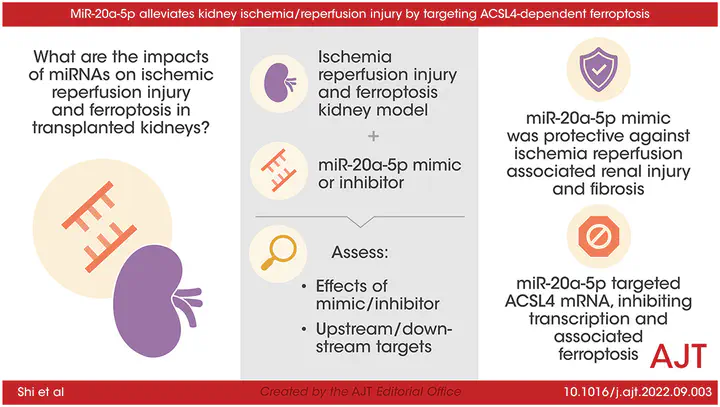 MiR-20a-5p alleviates kidney ischemia/reperfusion injury by targeting ACSL4-dependent ferroptosis
What are the impacts
of miRNAs on ischemic
reperfusion injury
and ferroptosis in
transplanted kidneys?
Ischemia
reperfusion injury
and ferroptosis
kidney model
+
miR-20a-5p mimic
or inhibitor
Assess:
• Effects of
mimic/inhibitor
• Upstream/down-
stream targets
miR-20a-5p mimic
was protective against
ischemia reperfusion
associated renal injury
and fibrosis
miR-20a-5p targeted
ACSL4 mRNA, inhibiting
transcription and
associated
ferroptosis
AJT
Shi et al
Created by the AJT Editorial Office
10.1016/j.ajt.2022.09.003